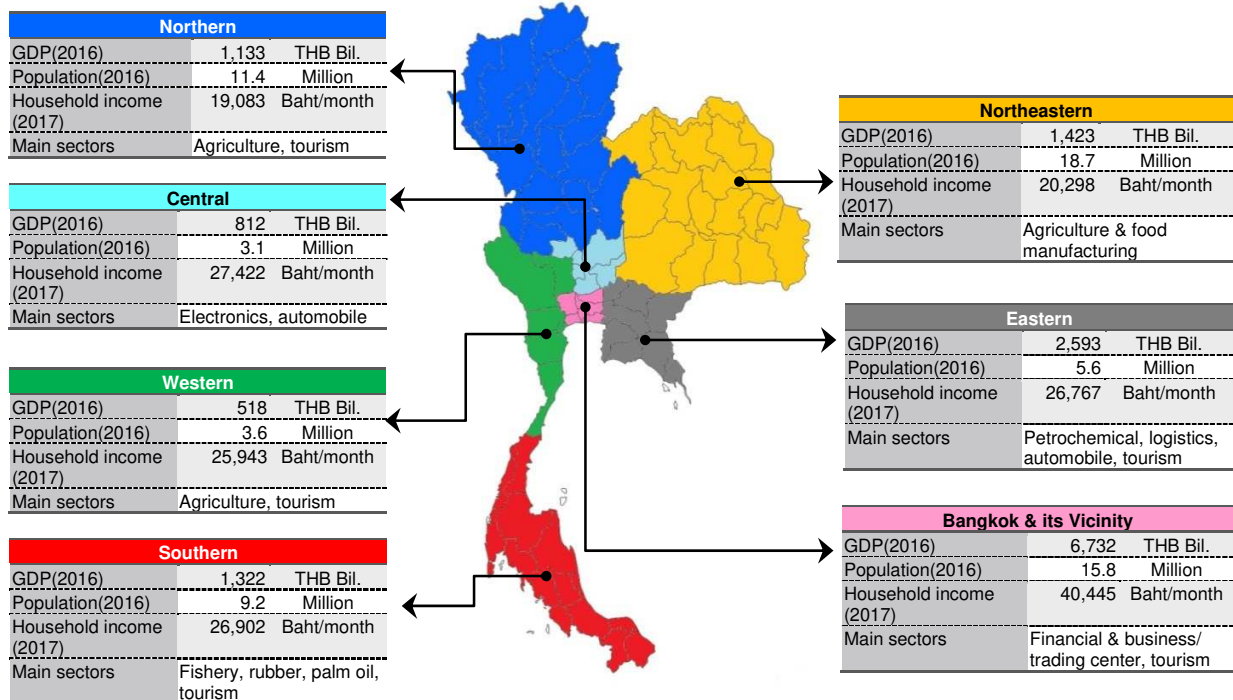 Northern
GDP(2016) 1,133 THB Bil.
Population(2016) 11.4 Million
Household income (2017) 19,083 Baht/month
Main sectors Agriculture, tourism
Central
GDP(2016) 812 THB Bil.
Population(2016) 3.1 Million
Household income (2017) 27,422 Baht/month
Main sectors Electronics, automobile
Western
GDP(2016) 518 THB Bil.
Population(2016) 3.6 Million
Household income (2017) 25,943 Baht/month
Main sectors Agriculture, tourism
Southern
GDP(2016) 1,322 THB Bil.
Population(2016) 9.2 Million
Household income (2017) 26,902 Baht/month
Main sectors Fishery, rubber, palm oil, tourism
Northeastern
GDP(2016) 1,423 THB Bil.
Population(2016) 18.7 Million
Household income (2017) 20,298 Baht/month
Main sectors Agriculture & food manufacturing
Eastern
GDP(2016) 2,593 THB Bil.
Population(2016) 5.6 Million
Household income (2017) 26,767 Baht/month
Main sectors Petrochemical, logistics, automobile, tourism
Bangkok & its Vicinity
GDP(2016) 6,732 THB Bil.
Population(2016) 15.8 Million
Household income (2017) 40,445 Baht/month
Main sectors Financial & business/ trading center, tourism